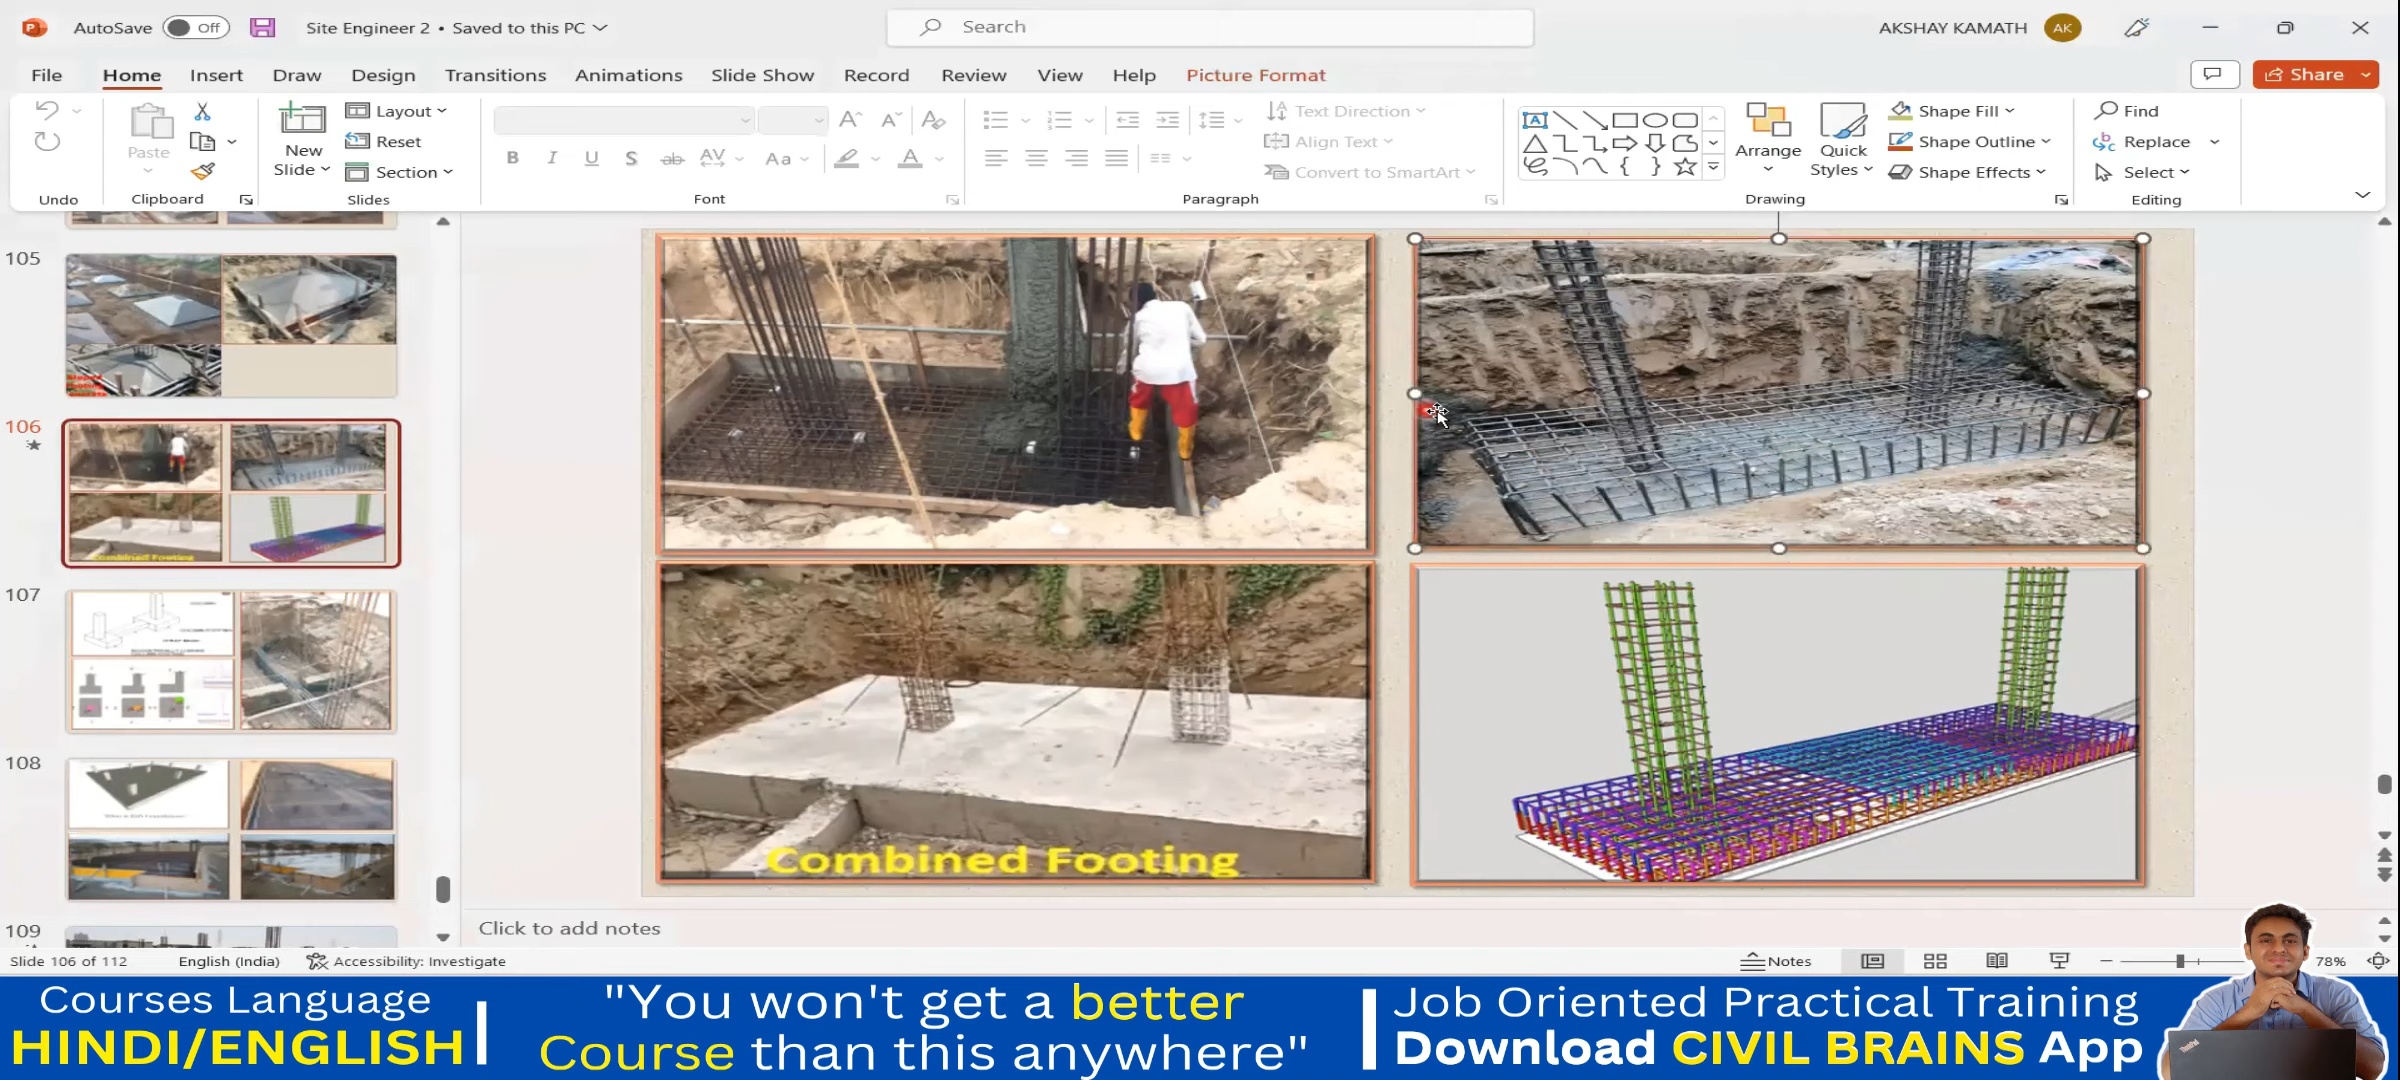 AutoSave Off Site Engineer 2 • Saved to this PC Search AKSHAY KAMATH AK
File Home Insert Draw Design Transitions Animations Slide Show Record Review View Help Picture Format Share
Paste
New Slide
Layout
Reset
Section
B I U S ab AV Aa A
Text Direction
Align Text
Convert to SmartArt
Arrange
Quick Styles
Shape Fill
Shape Outline
Shape Effects
Find
Replace
Select
Undo Clipboard Slides Font Paragraph Drawing Editing
105
106
Combined Footing
107
108
109
Combined Footing
Click to add notes
Slide 106 of 112 English (India) Accessibility: Investigate Notes 78%
Courses Language
HINDI/ENGLISH
"You won't get a better
Course than this anywhere"
Job Oriented Practical Training
Download CIVIL BRAINS App